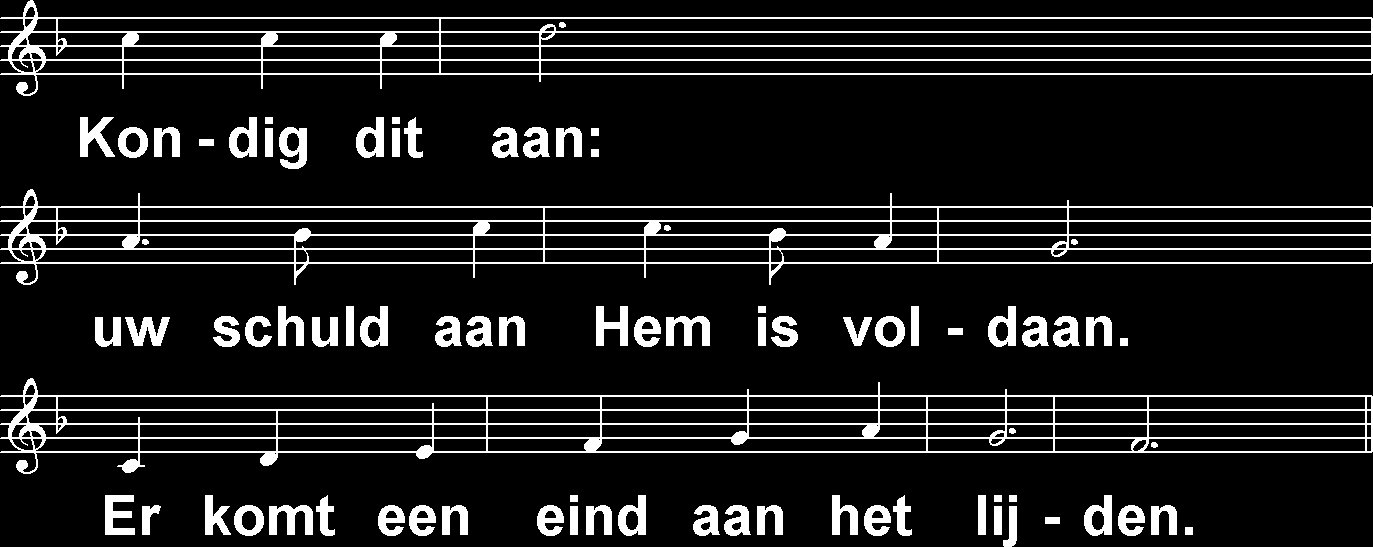 Kon - dig dit aan:
uw schuld aan Hem is vol - daan.
Er komt een eind aan het lij - den.